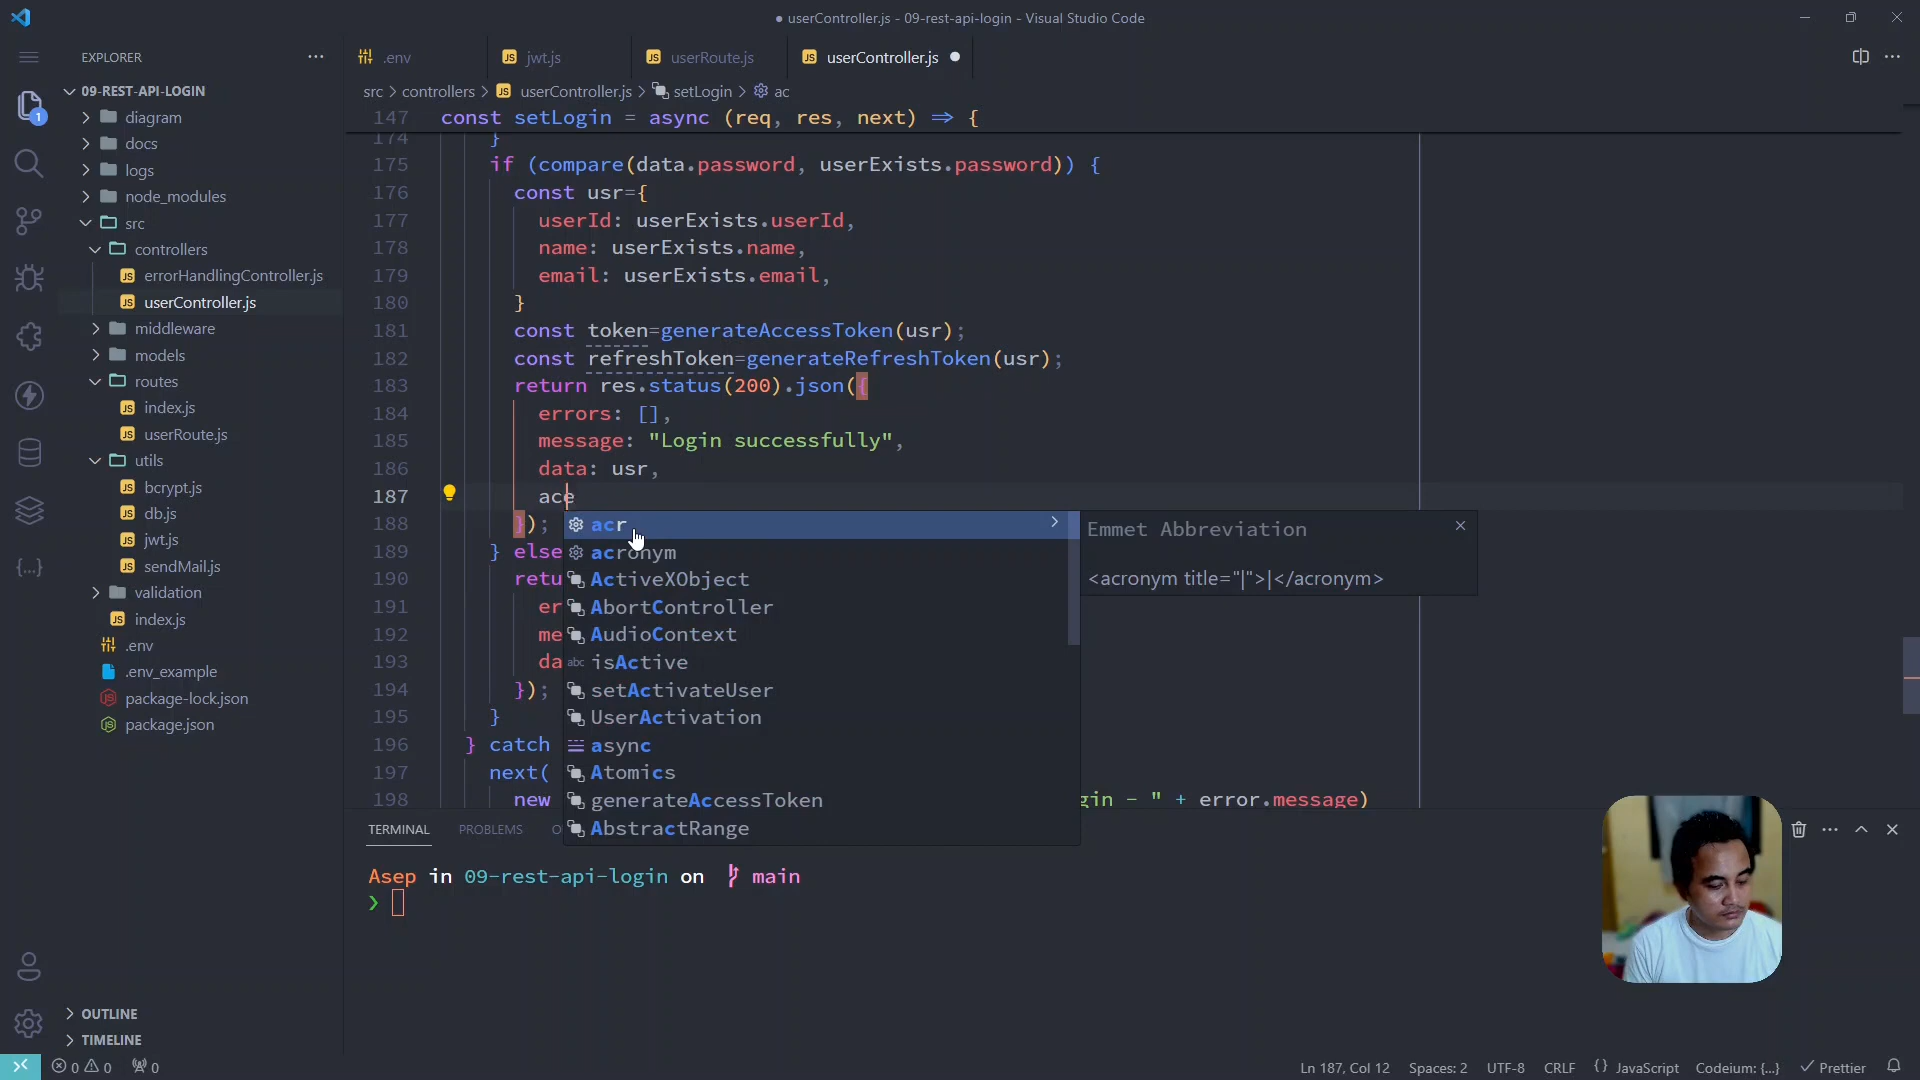 ● userController.js - 09-rest-api-login - Visual Studio Code
EXPLORER
.env
jwt.js
userRoute.js
userController.js
09-REST-API-LOGIN
src > controllers > userController.js > setLogin > ac
diagram
docs
logs
node_modules
src
controllers
errorHandlingController.js
userController.js
middleware
models
routes
index.js
userRoute.js
utils
bcrypt.js
db.js
jwt.js
sendMail.js
validation
index.js
.env
.env_example
package-lock.json
package.json
OUTLINE
TIMELINE
147 const setLogin = async (req, res, next) ⇒ {
174 }
175 if (compare(data.password, userExists.password)) {
176 const usr={
177 userId: userExists.userId,
178 name: userExists.name,
179 email: userExists.email,
180 }
181 const token=generateAccessToken(usr);
182 const refreshToken=generateRefreshToken(usr);
183 return res.status(200).json({
184 errors: [],
185 message: "Login successfully",
186 data: usr,
187 ace
188 });
189 } else
190 retu
191 er
192 me
193 da
194 });
195 }
196 } catch
197 next(
198 new
gin - " + error.message)
acr
acronym
ActiveXObject
AbortController
AudioContext
isActive
setActivateUser
UserActivation
async
Atomics
generateAccessToken
AbstractRange
Emmet Abbreviation
<acronym title="|">|</acronym>
TERMINAL PROBLEMS O
Asep in 09-rest-api-login on main
❯
0 0 0
Ln 187, Col 12 Spaces: 2 UTF-8 CRLF {} JavaScript Codeium: {...} Prettier
1
abc